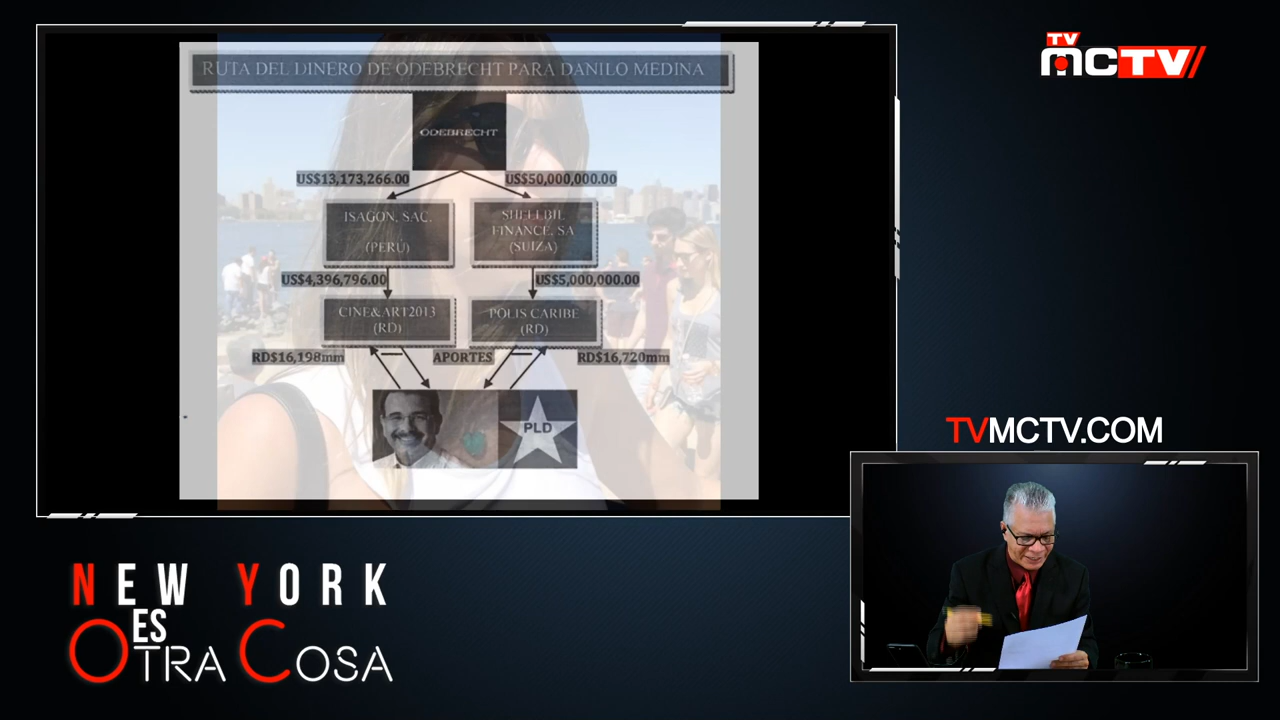 TV
MCTV
RUTA DEL DINERO DE ODEBRECHT PARA DANILO MEDINA
ODEBRECHT
US$13,173,266.00
US$50,000,000.00
ISAGON, SAC.
(PERU)
SHELLBIL
FINANCE, SA
(SUIZA)
US$4,396,796.00
US$5,000,000.00
CINE&ART2013
(RD)
POLIS CARIBE
(RD)
RD$16,198mm
APORTES
RD$16,720mm
PLD
TVMCTV.COM
NEW YORK
ES
OTRA COSA